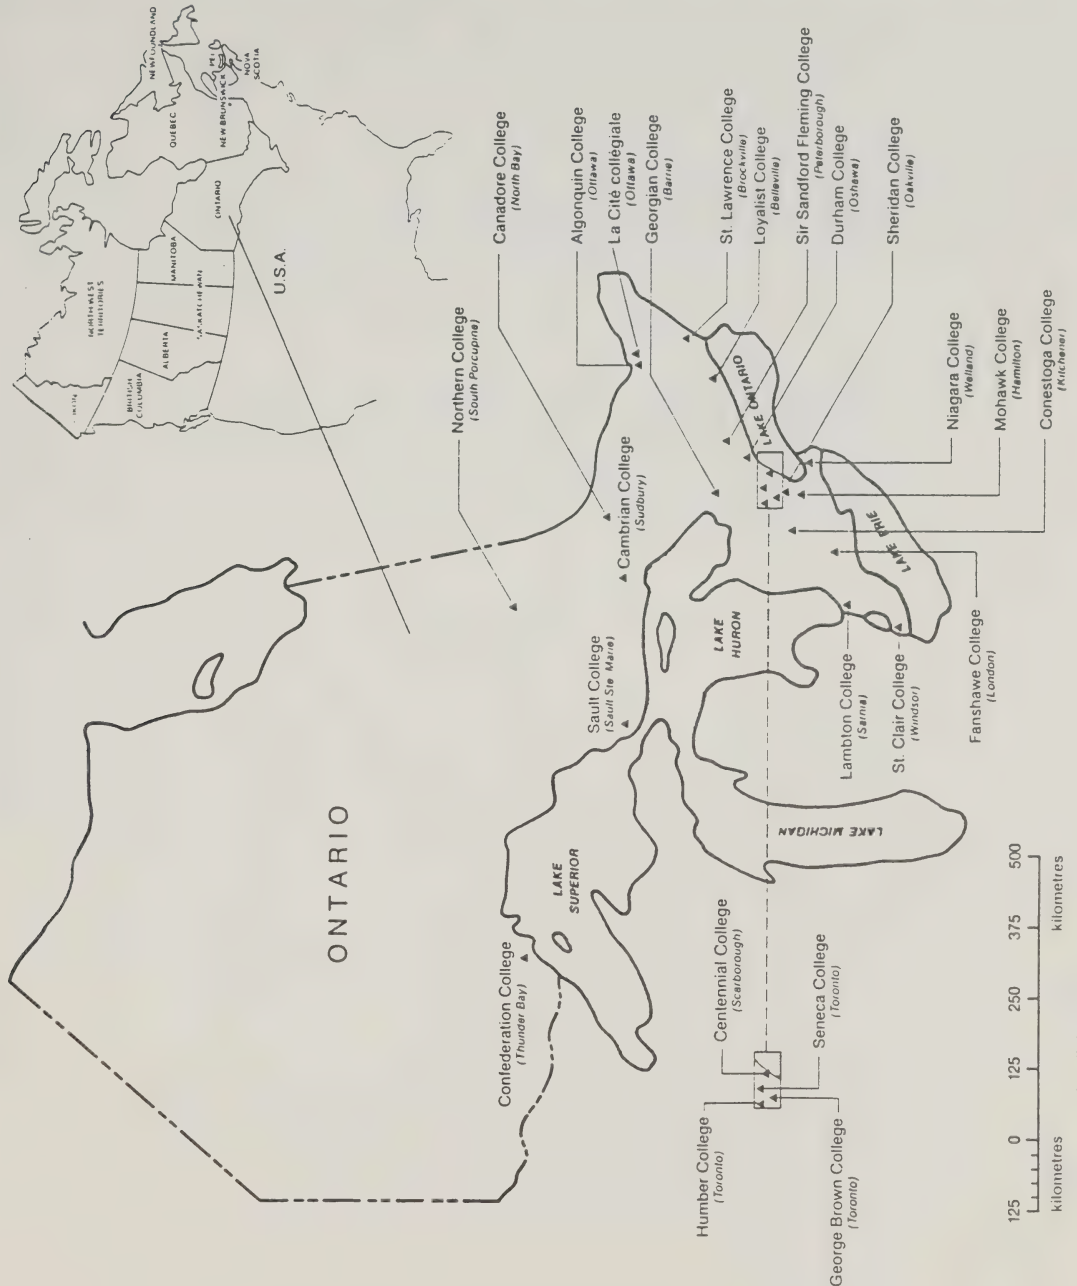 NEWFOUNDLAND
QUÉBEC
PEI
NEW BRUNSWICK
NOVA
SCOTIA
NORTHWEST
TERRITORIES
YUKON
BRITISH
COLUMBIA
ALBERTA
SASKATCHEWAN
MANITOBA
ONTARIO
U.S.A.
ONTARIO
Northern College
(South Porcupine)
Canadore College
(North Bay)
Algonquin College
(Ottawa)
La Cité collégiale
(Ottawa)
Georgian College
(Barrie)
St. Lawrence College
(Brockville)
Loyalist College
(Belleville)
Sir Sandford Fleming College
(Peterborough)
Durham College
(Oshawa)
Sheridan College
(Oakville)
Cambrian College
(Sudbury)
Sault College
(Sault Ste Marie)
Confederation College
(Thunder Bay)
LAKE
SUPERIOR
LAKE
HURON
LAKE MICHIGAN
LAKE ONTARIO
LAKE ERIE
Niagara College
(Welland)
Mohawk College
(Hamilton)
Conestoga College
(Kitchener)
Lambton College
(Sarnia)
St. Clair College
(Windsor)
Fanshawe College
(London)
Humber College
(Toronto)
Centennial College
(Scarborough)
Seneca College
(Toronto)
George Brown College
(Toronto)
125 0 125 250 375 500
kilometres kilometres